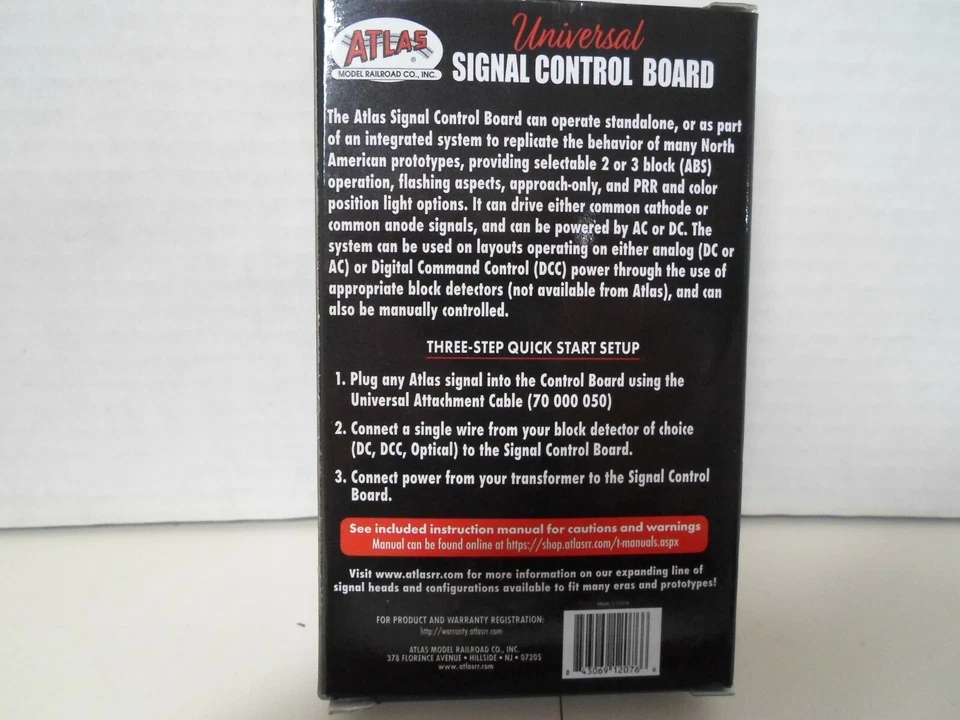 ATLAS
®
MODEL RAILROAD CO., INC.
Universal
SIGNAL CONTROL BOARD
The Atlas Signal Control Board can operate standalone, or as part
of an integrated system to replicate the behavior of many North
American prototypes, providing selectable 2 or 3 block (ABS)
operation, flashing aspects, approach-only, and PRR and color
position light options. It can drive either common cathode or
common anode signals, and can be powered by AC or DC. The
system can be used on layouts operating on either analog (DC or
AC) or Digital Command Control (DCC) power through the use of
appropriate block detectors (not available from Atlas), and can
also be manually controlled.
THREE-STEP QUICK START SETUP
1. Plug any Atlas signal into the Control Board using the
Universal Attachment Cable (70 000 050)
2. Connect a single wire from your block detector of choice
(DC, DCC, Optical) to the Signal Control Board.
3. Connect power from your transformer to the Signal Control
Board.
See included instruction manual for cautions and warnings
Manual can be found online at https://shop.atlasrr.com/t-manuals.aspx
Visit www.atlasrr.com for more information on our expanding line of
signal heads and configurations available to fit many eras and prototypes!
FOR PRODUCT AND WARRANTY REGISTRATION:
http://warranty.atlasrr.com
ATLAS MODEL RAILROAD CO., INC.
378 FLORENCE AVENUE • HILLSIDE • NJ • 07205
www.atlasrr.com
8 45069 12076 8